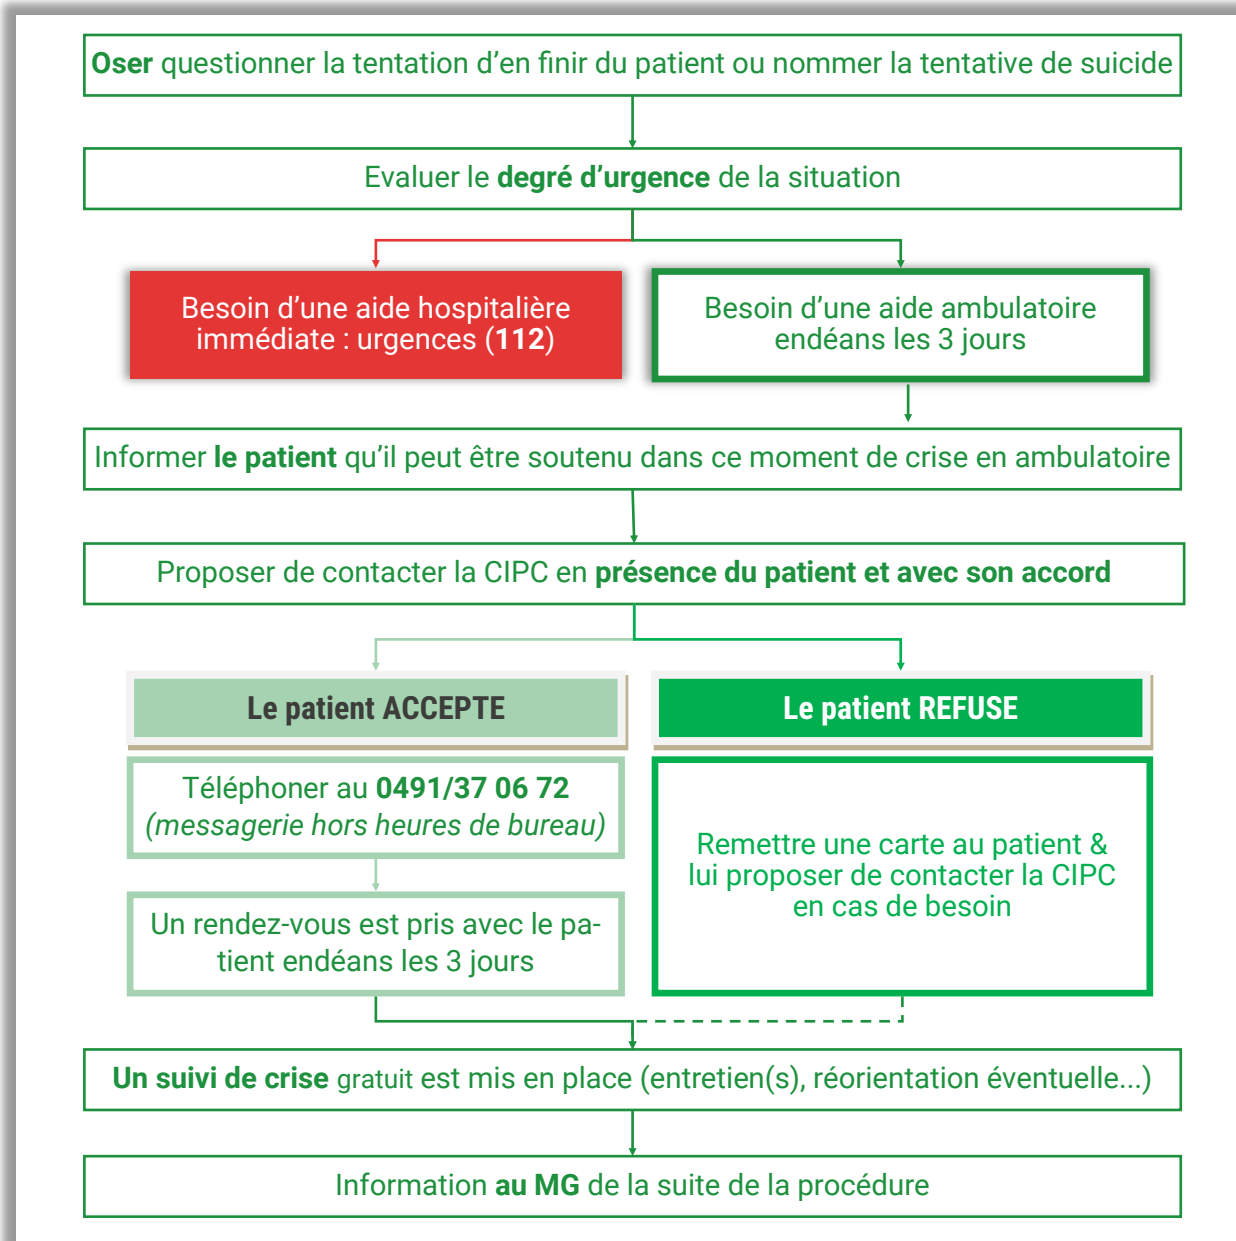 Oser questionner la tentation d'en finir du patient ou nommer la tentative de suicide
Evaluer le degré d'urgence de la situation
Besoin d'une aide hospitalière
immédiate : urgences (112)
Besoin d'une aide ambulatoire
endéans les 3 jours
Informer le patient qu'il peut être soutenu dans ce moment de crise en ambulatoire
Proposer de contacter la CIPC en présence du patient et avec son accord
Le patient ACCEPTE
Téléphoner au 0491/37 06 72
(messagerie hors heures de bureau)
Un rendez-vous est pris avec le pa-
tient endéans les 3 jours
Le patient REFUSE
Remettre une carte au patient &
lui proposer de contacter la CIPC
en cas de besoin
Un suivi de crise gratuit est mis en place (entretien(s), réorientation éventuelle...)
Information au MG de la suite de la procédure